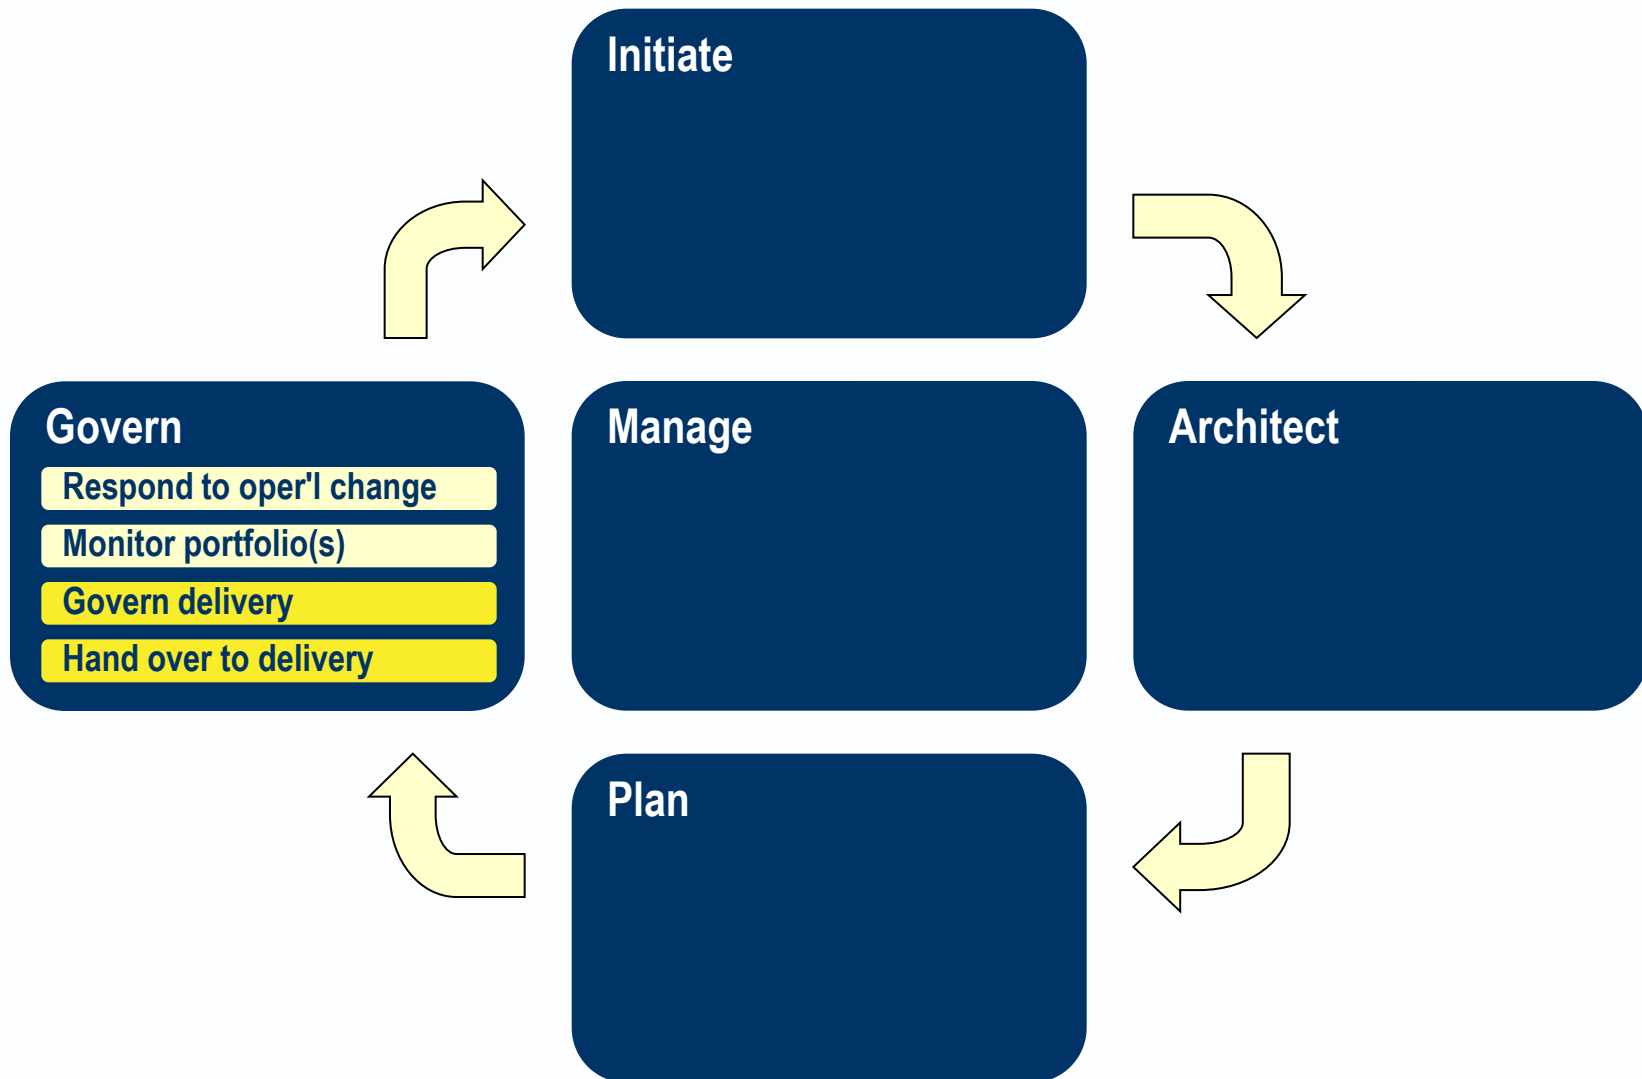 Initiate
Govern
Respond to oper'l change
Monitor portfolio(s)
Govern delivery
Hand over to delivery
Manage
Architect
Plan